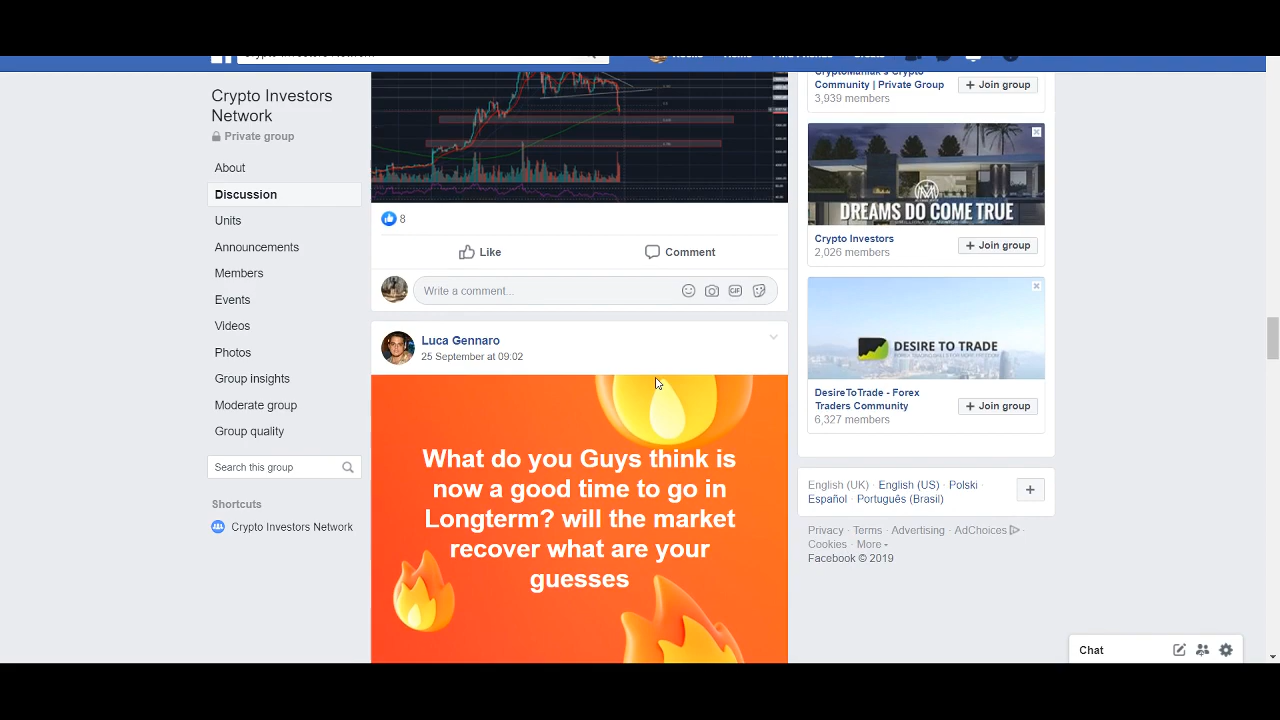 Crypto Investors
Network
Private group
About
Discussion
Units
Announcements
Members
Events
Videos
Photos
Group insights
Moderate group
Group quality
Search this group
Shortcuts
Crypto Investors Network
8
Like
Comment
Write a comment...
GIF
Luca Gennaro
25 September at 09:02
What do you Guys think is
now a good time to go in
Longterm? will the market
recover what are your
guesses
Community | Private Group
3,939 members
+ Join group
DREAMS DO COME TRUE
Crypto Investors
2,026 members
+ Join group
DESIRE TO TRADE
DesireToTrade - Forex
Traders Community
6,327 members
+ Join group
English (UK) · English (US) · Polski ·
Español · Português (Brasil)
+
Privacy · Terms · Advertising · AdChoices ·
Cookies · More
Facebook © 2019
Chat